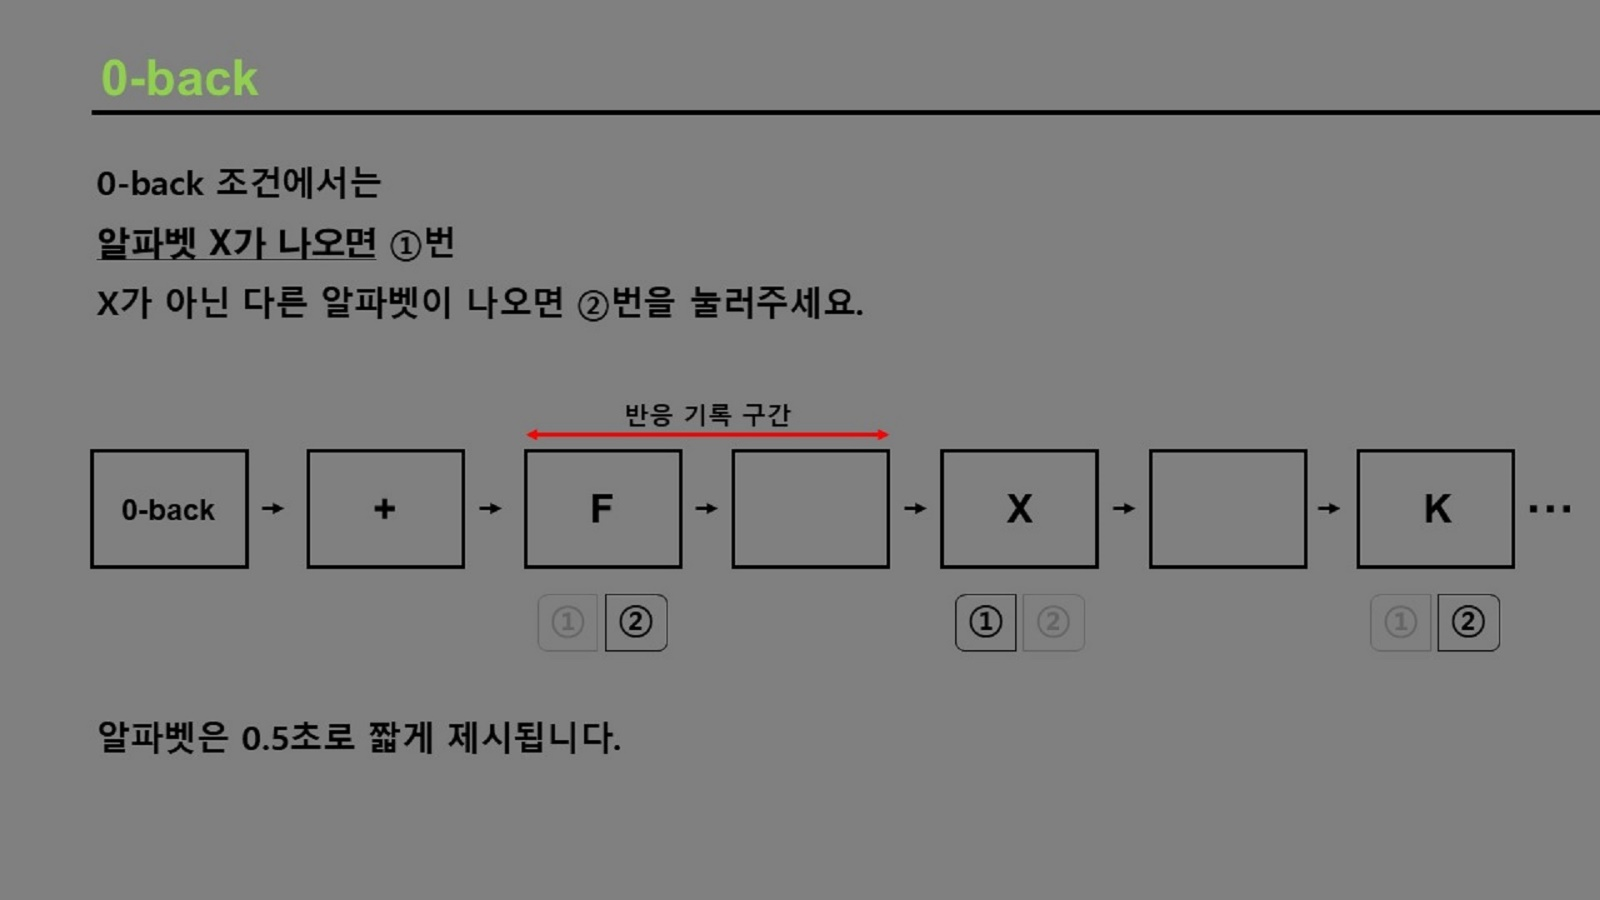 0-back
0-back 조건에서는
알파벳 X가 나오면 ①번
X가 아닌 다른 알파벳이 나오면 ②번을 눌러주세요.
반응 기록 구간
0-back → + → F → → X → → K ···
① ② ① ② ① ②
알파벳은 0.5초로 짧게 제시됩니다.